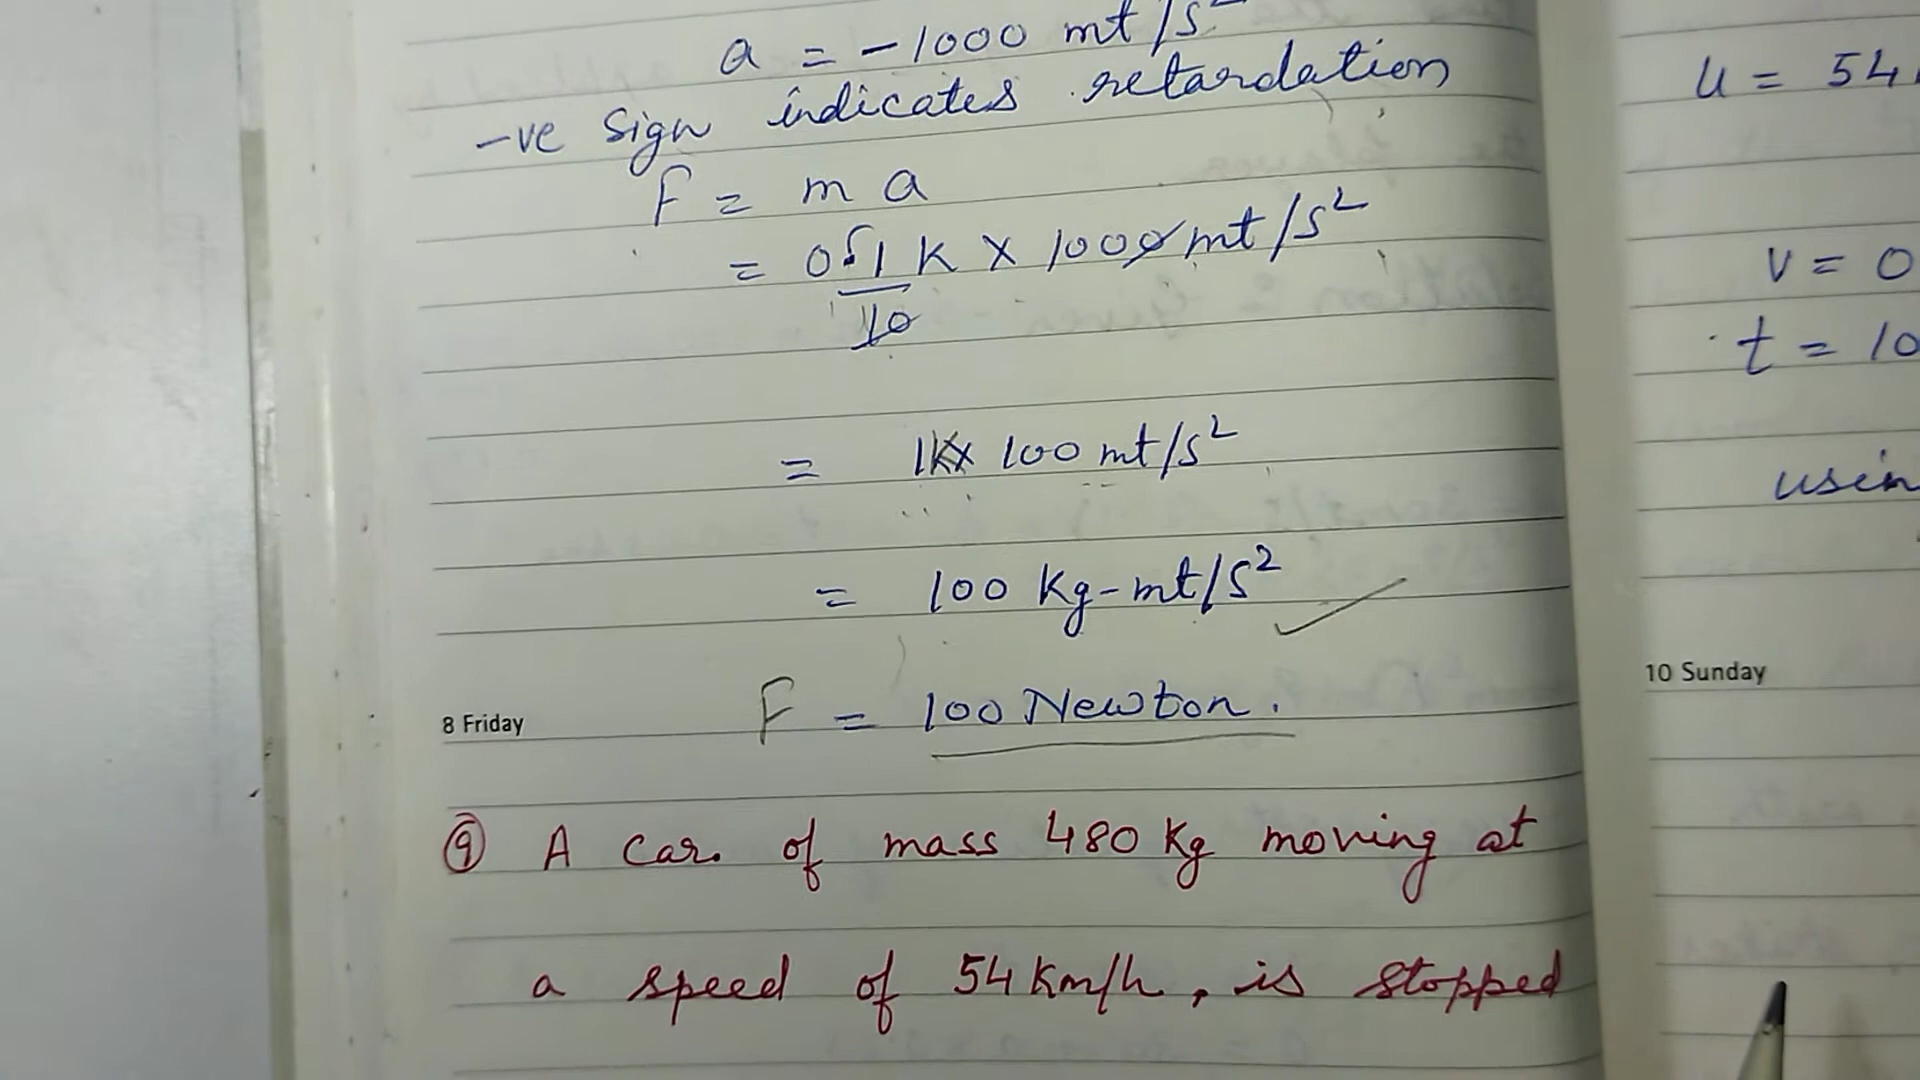 a = -1000 mt/s²
-ve sign indicates retardation
F = m a
= 0.1 K × 1000 mt/s²
10
= 1K× 100 mt/s²
= 100 Kg-mt/s²
8 Friday
F = 100 Newton.
9 A car of mass 480 Kg moving at
a speed of 54 Km/h, is stopped
u = 54
v = 0
t = 10
usin
10 Sunday